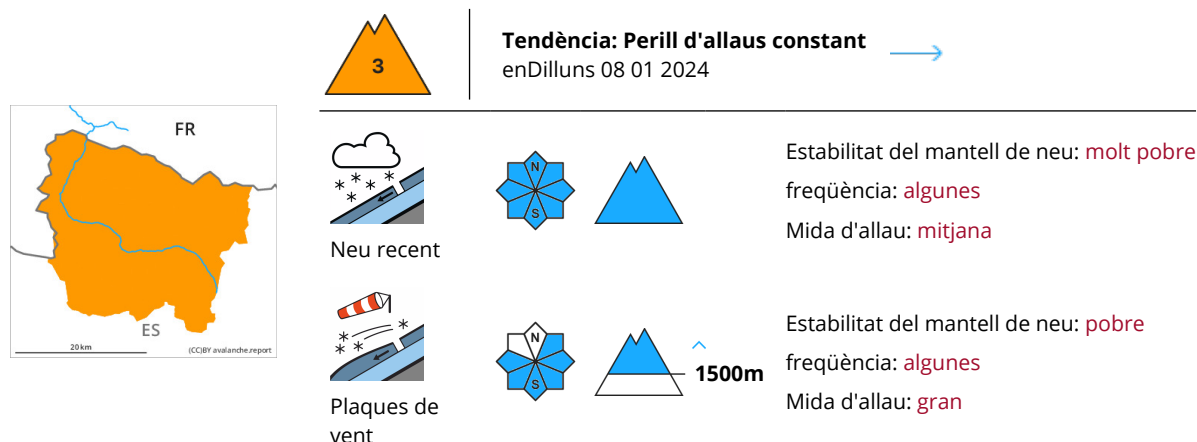 3
Tendència: Perill d'allaus constant
enDilluns 08 01 2024
FR
ES
20 km
(CC)BY avalanche.report
N
S
Neu recent
Estabilitat del mantell de neu: molt pobre
freqüència: algunes
Mida d'allau: mitjana
N
S
1500m
Plaques de
vent
Estabilitat del mantell de neu: pobre
freqüència: algunes
Mida d'allau: gran